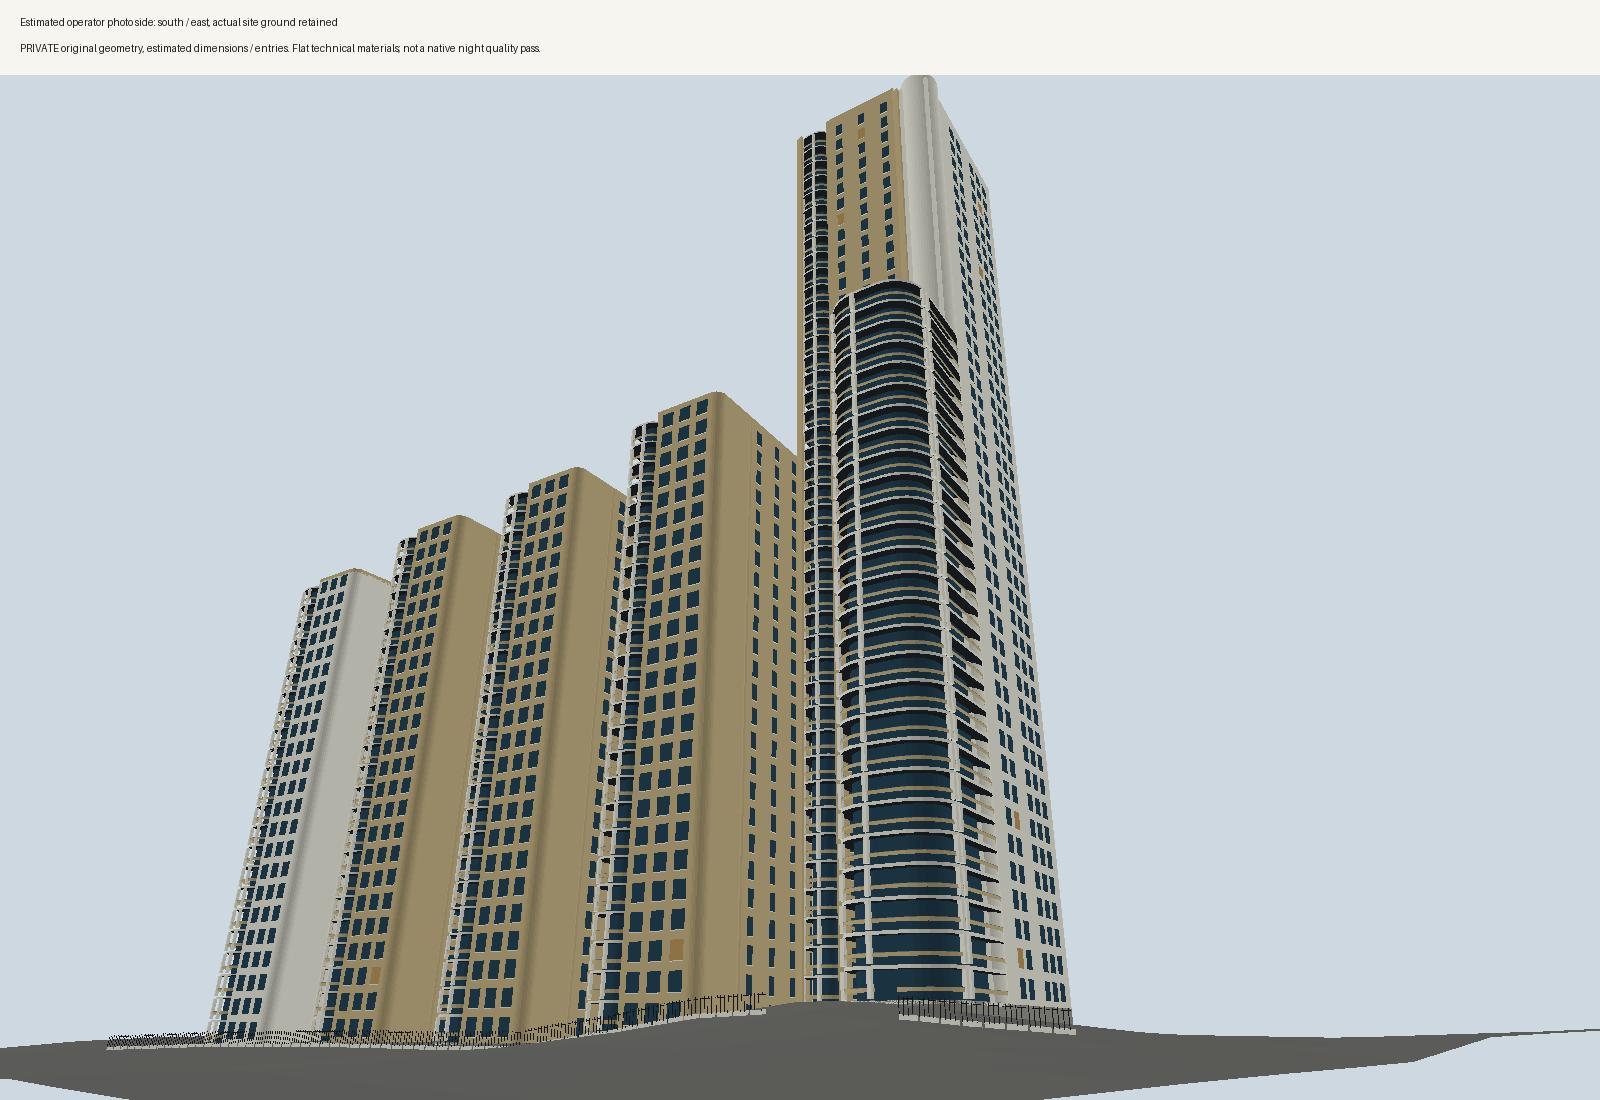 Estimated operator photo side: south / east, actual site ground retained
PRIVATE original geometry, estimated dimensions / entries. Flat technical materials; not a native night quality pass.